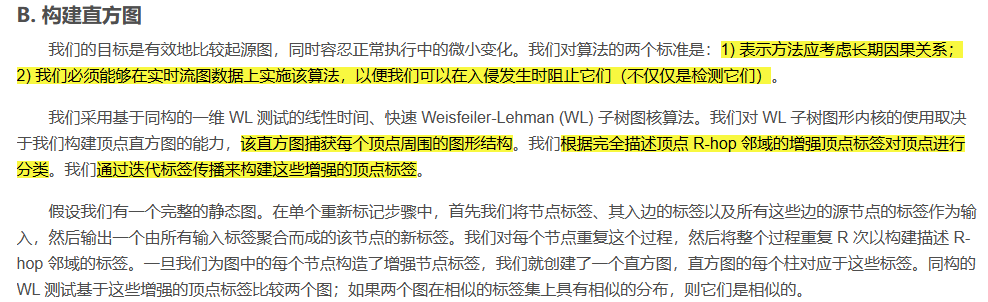 B. 构建直方图
我们的目标是有效地比较起源图，同时容忍正常执行中的微小变化。我们对算法的两个标准是：1) 表示方法应考虑长期因果关系；
2) 我们必须能够在实时流图数据上实施该算法，以便我们可以在入侵发生时阻止它们（不仅仅是检测它们）。
我们采用基于同构的一维 WL 测试的线性时间、快速 Weisfeiler-Lehman (WL) 子树图核算法。我们对 WL 子树图形内核的使用取决
于我们构建顶点直方图的能力，该直方图捕获每个顶点周围的图形结构。我们根据完全描述顶点 R-hop 邻域的增强顶点标签对顶点进行
分类。我们通过迭代标签传播来构建这些增强的顶点标签。
假设我们有一个完整的静态图。在单个重新标记步骤中，首先我们将节点标签、其入边的标签以及所有这些边的源节点的标签作为输
入，然后输出一个由所有输入标签聚合而成的该节点的新标签。我们对每个节点重复这个过程，然后将整个过程重复 R 次以构建描述 R-
hop 邻域的标签。一旦我们为图中的每个节点构造了增强节点标签，我们就创建了一个直方图，直方图的每个柱对应于这些标签。同构的
WL 测试基于这些增强的顶点标签比较两个图；如果两个图在相似的标签集上具有相似的分布，则它们是相似的。